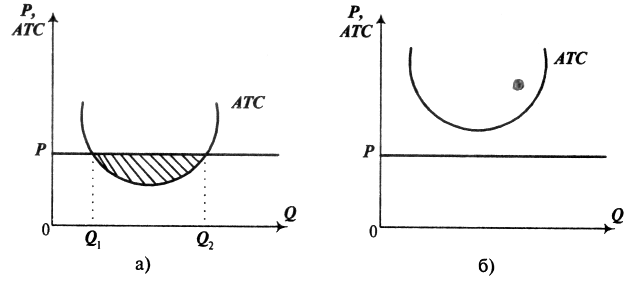 P,
ATC
ATC
P
0
Q₁
Q₂
Q
а)
P,
ATC
ATC
P
0
Q
б)